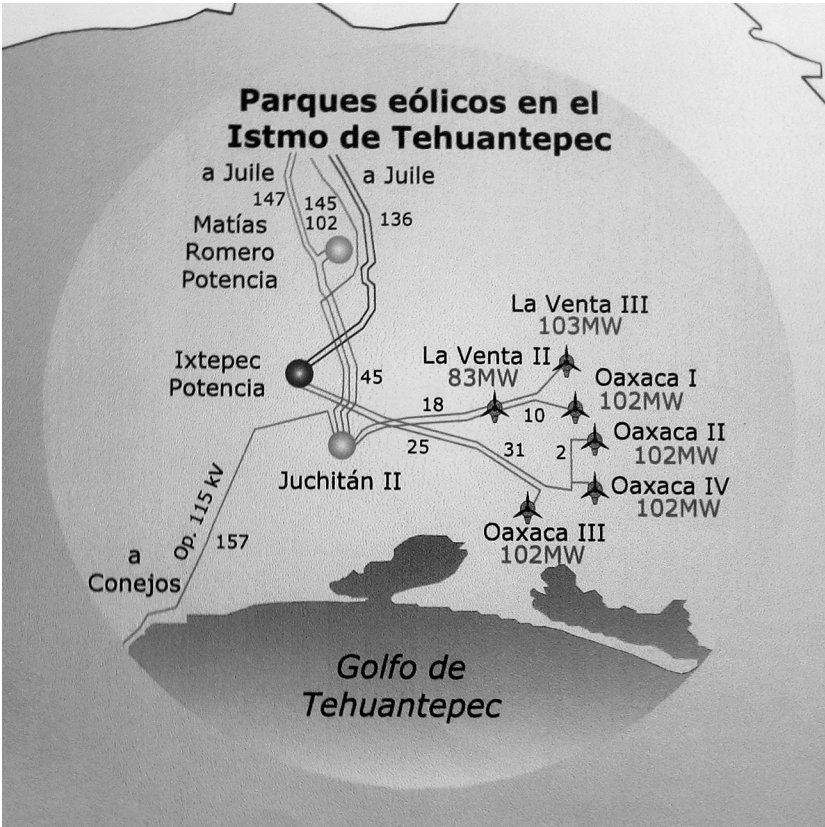 Parques eólicos en el
Istmo de Tehuantepec
a Juile
a Juile
147
145
102
136
Matías
Romero
Potencia
La Venta III
103MW
Ixtepec
Potencia
La Venta II
83MW
Oaxaca I
102MW
45
18
10
Oaxaca II
102MW
25
31
2
Juchitán II
Oaxaca IV
102MW
Op. 115 kV
157
Oaxaca III
102MW
a
Conejos
Golfo de
Tehuantepec